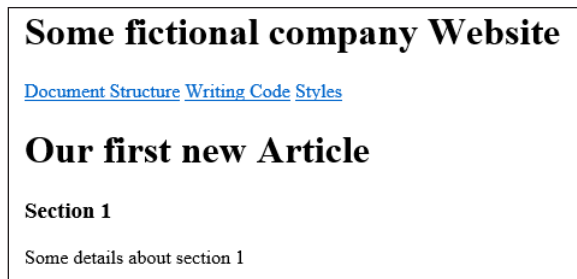 Some fictional company Website
Document Structure Writing Code Styles
Our first new Article
Section 1
Some details about section 1